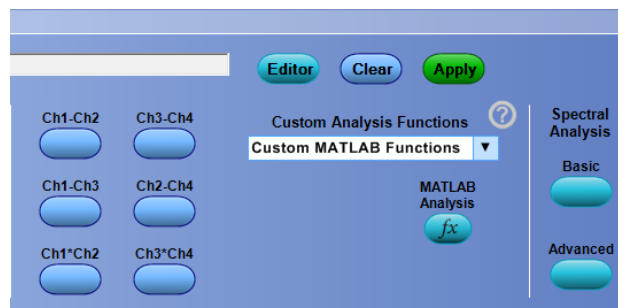 Editor Clear Apply
Ch1-Ch2 Ch3-Ch4 Custom Analysis Functions ? Spectral
Analysis
Custom MATLAB Functions
Basic
Ch1-Ch3 Ch2-Ch4 MATLAB
Analysis
fx
Ch1*Ch2 Ch3*Ch4 Advanced